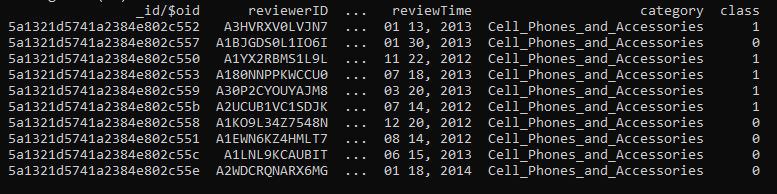 _id/$oid reviewerID ... reviewTime category class
5a1321d5741a2384e802c552 A3HVRXV0LVJN7 ... 01 13, 2013 Cell_Phones_and_Accessories 1
5a1321d5741a2384e802c557 A1BJGDS0L1IO6I ... 01 30, 2013 Cell_Phones_and_Accessories 0
5a1321d5741a2384e802c550 A1YX2RBMS1L9L ... 11 22, 2012 Cell_Phones_and_Accessories 1
5a1321d5741a2384e802c553 A180NNPPKWCCU0 ... 07 18, 2013 Cell_Phones_and_Accessories 1
5a1321d5741a2384e802c559 A30P2CYOUYAJM8 ... 03 20, 2013 Cell_Phones_and_Accessories 1
5a1321d5741a2384e802c55b A2UCUB1VC1SDJK ... 07 14, 2012 Cell_Phones_and_Accessories 1
5a1321d5741a2384e802c558 A1KO9L34Z7548N ... 12 20, 2012 Cell_Phones_and_Accessories 0
5a1321d5741a2384e802c551 A1EWN6KZ4HMLT7 ... 08 14, 2012 Cell_Phones_and_Accessories 0
5a1321d5741a2384e802c55c A1LNL9KCAUBIT ... 06 15, 2013 Cell_Phones_and_Accessories 0
5a1321d5741a2384e802c55e A2WDCRQNARX6MG ... 01 18, 2014 Cell_Phones_and_Accessories 0